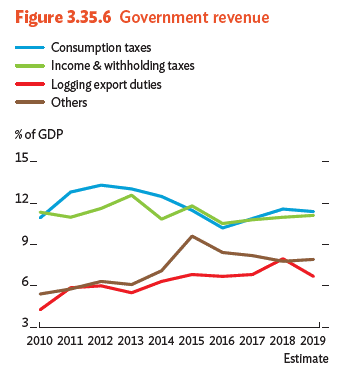 Figure 3.35.6 Government revenue
Consumption taxes
Income & withholding taxes
Logging export duties
Others
% of GDP
15
12
9
6
3
2010 2011 2012 2013 2014 2015 2016 2017 2018 2019
Estimate